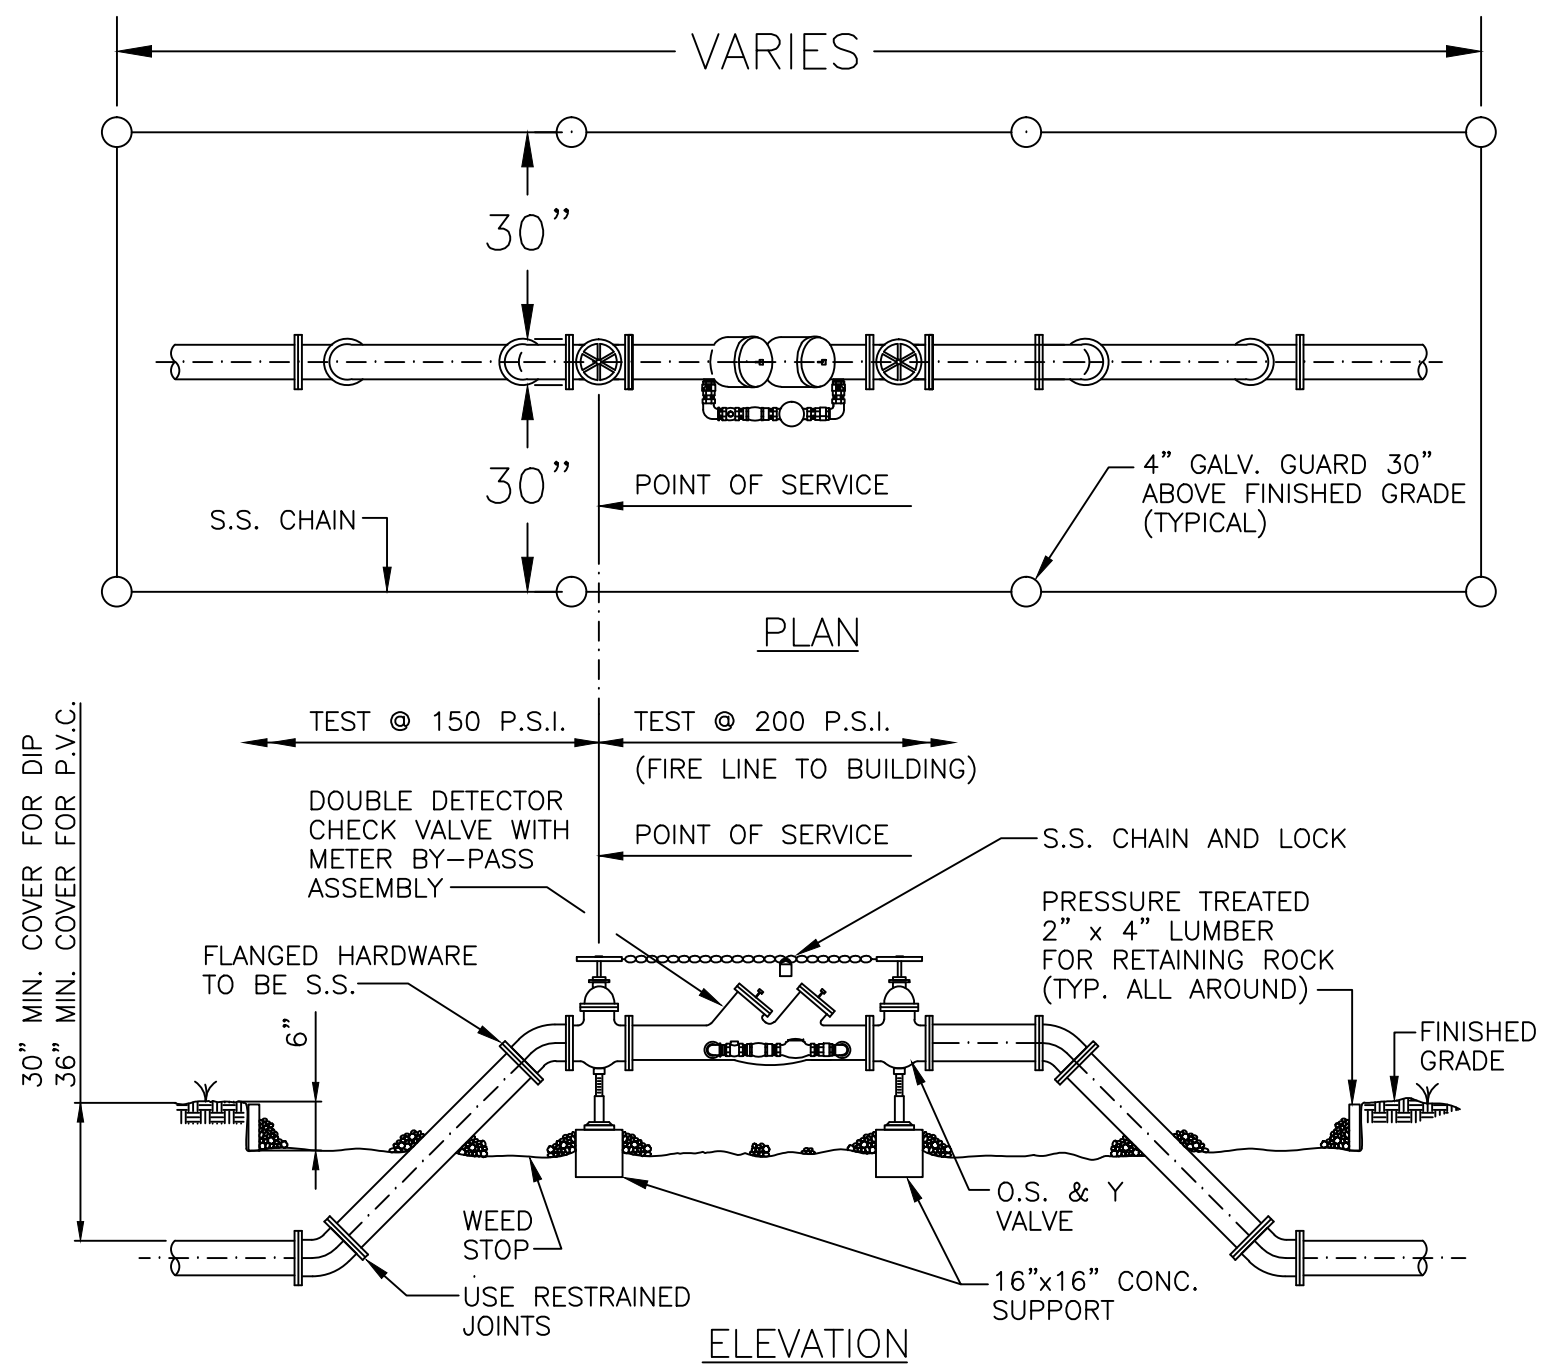 VARIES
30”
30”
POINT OF SERVICE
S.S. CHAIN
4” GALV. GUARD 30”
ABOVE FINISHED GRADE
(TYPICAL)
PLAN
30” MIN. COVER FOR DIP
36” MIN. COVER FOR P.V.C.
TEST @ 150 P.S.I.
TEST @ 200 P.S.I.
(FIRE LINE TO BUILDING)
DOUBLE DETECTOR
CHECK VALVE WITH
METER BY-PASS
ASSEMBLY
POINT OF SERVICE
S.S. CHAIN AND LOCK
PRESSURE TREATED
2” x 4” LUMBER
FOR RETAINING ROCK
(TYP. ALL AROUND)
FLANGED HARDWARE
TO BE S.S.
6”
FINISHED
GRADE
O.S. & Y
VALVE
WEED
STOP
16”x16” CONC.
SUPPORT
USE RESTRAINED
JOINTS
ELEVATION